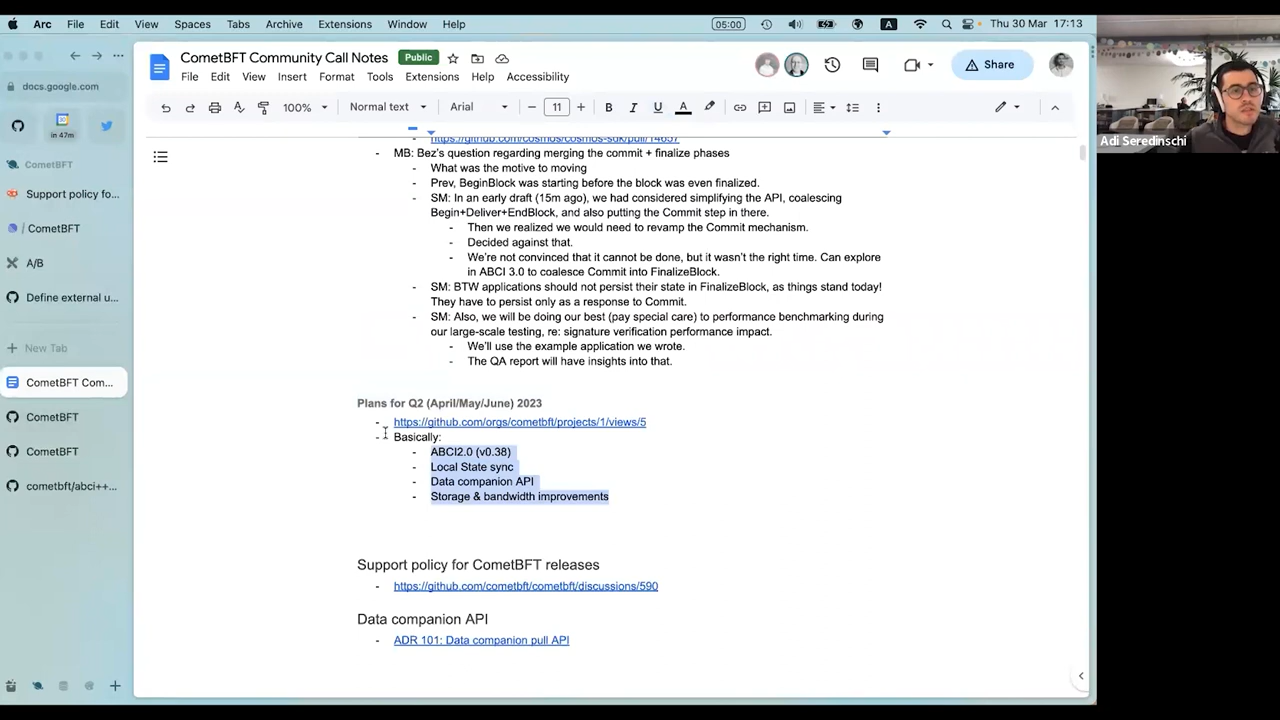 Arc File Edit View Spaces Tabs Archive Extensions Window Help 05:00 A Thu 30 Mar 17:13
docs.google.com
in 47m
CometBFT
Support policy fo...
/ CometBFT
A/B
Define external u...
New Tab
CometBFT Com...
CometBFT
CometBFT
cometbft/abci++...
CometBFT Community Call Notes Public
File Edit View Insert Format Tools Extensions Help Accessibility
Share
100% Normal text Arial 11 B I U A
- https://github.com/cosmos/cosmos-sdk/pull/14657
- MB: Bez's question regarding merging the commit + finalize phases
- What was the motive to moving
- Prev, BeginBlock was starting before the block was even finalized.
- SM: In an early draft (15m ago), we had considered simplifying the API, coalescing
Begin+Deliver+EndBlock, and also putting the Commit step in there.
- Then we realized we would need to revamp the Commit mechanism.
- Decided against that.
- We're not convinced that it cannot be done, but it wasn't the right time. Can explore
in ABCI 3.0 to coalesce Commit into FinalizeBlock.
- SM: BTW applications should not persist their state in FinalizeBlock, as things stand today!
They have to persist only as a response to Commit.
- SM: Also, we will be doing our best (pay special care) to performance benchmarking during
our large-scale testing, re: signature verification performance impact.
- We'll use the example application we wrote.
- The QA report will have insights into that.
Plans for Q2 (April/May/June) 2023
- https://github.com/orgs/cometbft/projects/1/views/5
- Basically:
- ABCI2.0 (v0.38)
- Local State sync
- Data companion API
- Storage & bandwidth improvements
Support policy for CometBFT releases
- https://github.com/cometbft/cometbft/discussions/590
Data companion API
- ADR 101: Data companion pull API
Adi Seredinschi